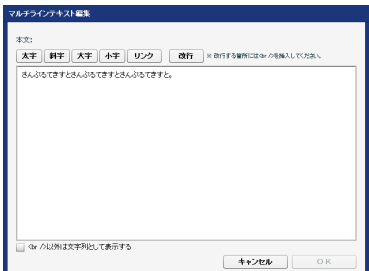 マルチラインテキスト編集
本文:
太字 斜字 大字 小字 リンク 改行 ※ 改行する箇所には<br />を挿入してください。
さんぷるてきすとさんぷるてきすとさんぷるてきすと。
<br />以外は文字列として表示する
キャンセル OK